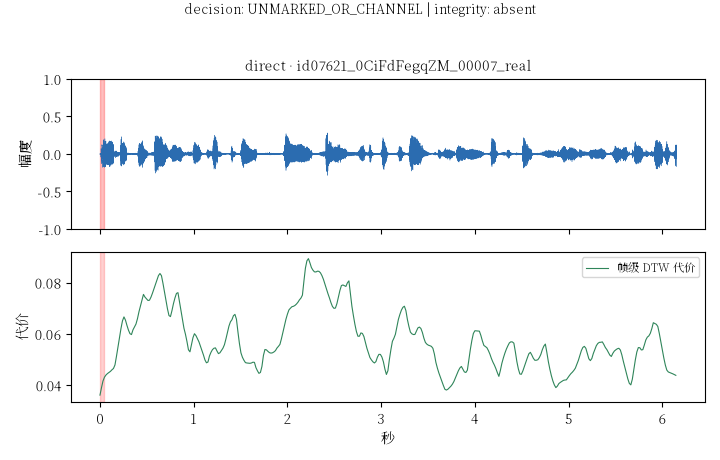 decision: UNMARKED_OR_CHANNEL | integrity: absent
direct · id07621_0CiFdFegqZM_00007_real
1.0
0.5
0.0
-0.5
-1.0
幅度
帧级 DTW 代价
0.08
0.06
0.04
代价
0 1 2 3 4 5 6
秒